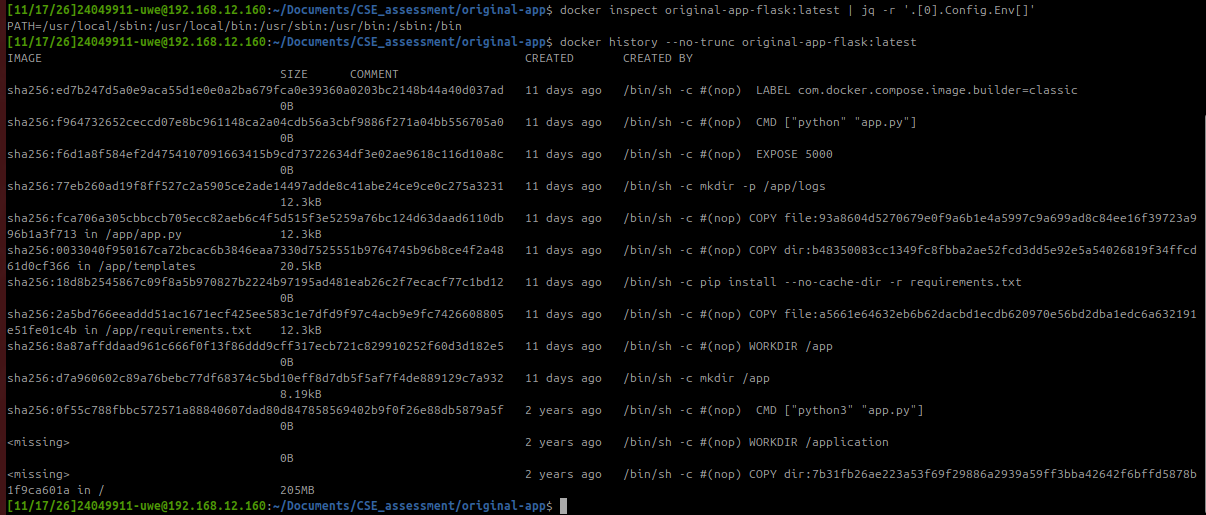 [11/17/26]24049911-uwe@192.168.12.160:~/Documents/CSE_assessment/original-app$ docker inspect original-app-flask:latest | jq -r '.[0].Config.Env[]'
PATH=/usr/local/sbin:/usr/local/bin:/usr/sbin:/usr/bin:/sbin:/bin
[11/17/26]24049911-uwe@192.168.12.160:~/Documents/CSE_assessment/original-app$ docker history --no-trunc original-app-flask:latest
IMAGE CREATED CREATED BY
SIZE COMMENT
sha256:ed7b247d5a0e9aca55d1e0e0a2ba679fca0e39360a0203bc2148b44a40d037ad 11 days ago /bin/sh -c #(nop) LABEL com.docker.compose.image.builder=classic
0B
sha256:f964732652ceccd07e8bc961148ca2a04cdb56a3cbf9886f271a04bb556705a0 11 days ago /bin/sh -c #(nop) CMD ["python" "app.py"]
0B
sha256:f6d1a8f584ef2d4754107091663415b9cd73722634df3e02ae9618c116d10a8c 11 days ago /bin/sh -c #(nop) EXPOSE 5000
0B
sha256:77eb260ad19f8ff527c2a5905ce2ade14497adde8c41abe24ce9ce0c275a3231 11 days ago /bin/sh -c mkdir -p /app/logs
12.3kB
sha256:fca706a305cbbccb705ecc82aeb6c4f5d515f3e5259a76bc124d63daad6110db 11 days ago /bin/sh -c #(nop) COPY file:93a8604d5270679e0f9a6b1e4a5997c9a699ad8c84ee16f39723a9
96b1a3f713 in /app/app.py 12.3kB
sha256:0033040f950167ca72bcac6b3846eaa7330d7525551b9764745b96b8ce4f2a48 11 days ago /bin/sh -c #(nop) COPY dir:b48350083cc1349fc8fbba2ae52fcd3dd5e92e5a54026819f34ffcd
61d0cf366 in /app/templates 20.5kB
sha256:18d8b2545867c09f8a5b970827b2224b97195ad481eab26c2f7ecacf77c1bd12 11 days ago /bin/sh -c pip install --no-cache-dir -r requirements.txt
0B
sha256:2a5bd766eeaddd51ac1671ecf425ee583c1e7dfd9f97c4acb9e9fc7426608805 11 days ago /bin/sh -c #(nop) COPY file:a5661e64632eb6b62dacbd1ecdb620970e56bd2dba1edc6a632191
e51fe01c4b in /app/requirements.txt 12.3kB
sha256:8a87affddaad961c666f0f13f86ddd9cff317ecb721c829910252f60d3d182e5 11 days ago /bin/sh -c #(nop) WORKDIR /app
0B
sha256:d7a960602c89a76bebc77df68374c5bd10eff8d7db5f5af7f4de889129c7a932 11 days ago /bin/sh -c mkdir /app
8.19kB
sha256:0f55c788fbbc572571a88840607dad80d847858569402b9f0f26e88db5879a5f 2 years ago /bin/sh -c #(nop) CMD ["python3" "app.py"]
0B
<missing> 2 years ago /bin/sh -c #(nop) WORKDIR /application
0B
<missing> 2 years ago /bin/sh -c #(nop) COPY dir:7b31fb26ae223a53f69f29886a2939a59ff3bba42642f6bffd5878b
1f9ca601a in / 205MB
[11/17/26]24049911-uwe@192.168.12.160:~/Documents/CSE_assessment/original-app$